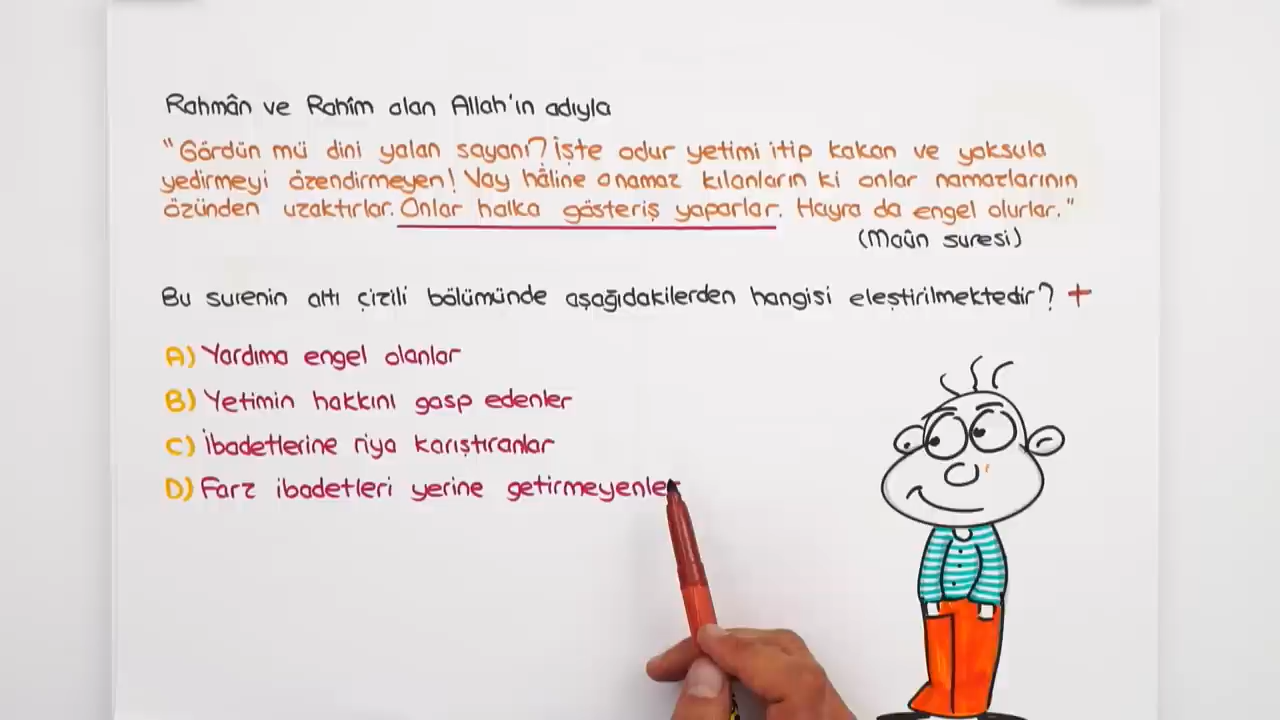 Rahmân ve Rahîm olan Allah'ın adıyla
"Gördün mü dini yalan sayanı? İşte odur yetimi itip kakan ve yoksula
yedirmeyi özendirmeyen! Vay hâline o namaz kılanların ki onlar namazlarının
özünden uzaktırlar. Onlar halka gösteriş yaparlar. Hayra da engel olurlar."
(Maûn suresi)
Bu surenin altı çizili bölümünde aşağıdakilerden hangisi eleştirilmektedir? +
A) Yardıma engel olanlar
B) Yetimin hakkını gasp edenler
C) İbadetlerine riya karıştıranlar
D) Farz ibadetleri yerine getirmeyenler